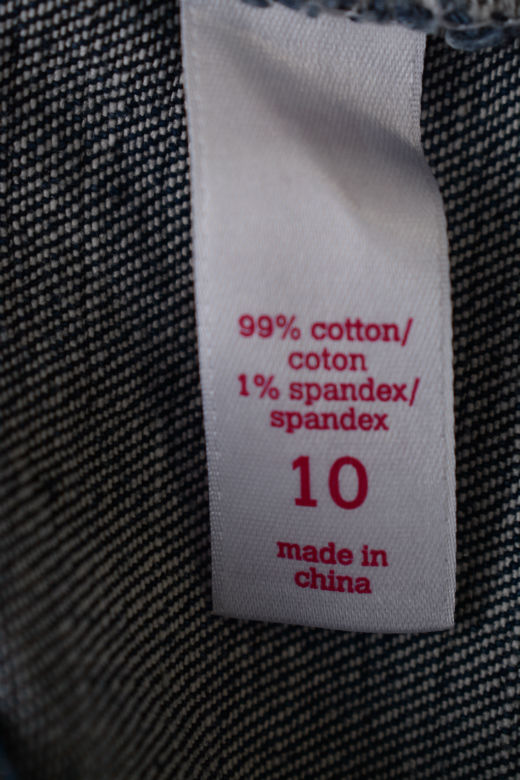 99% cotton/
coton
1% spandex/
spandex
10
made in
china